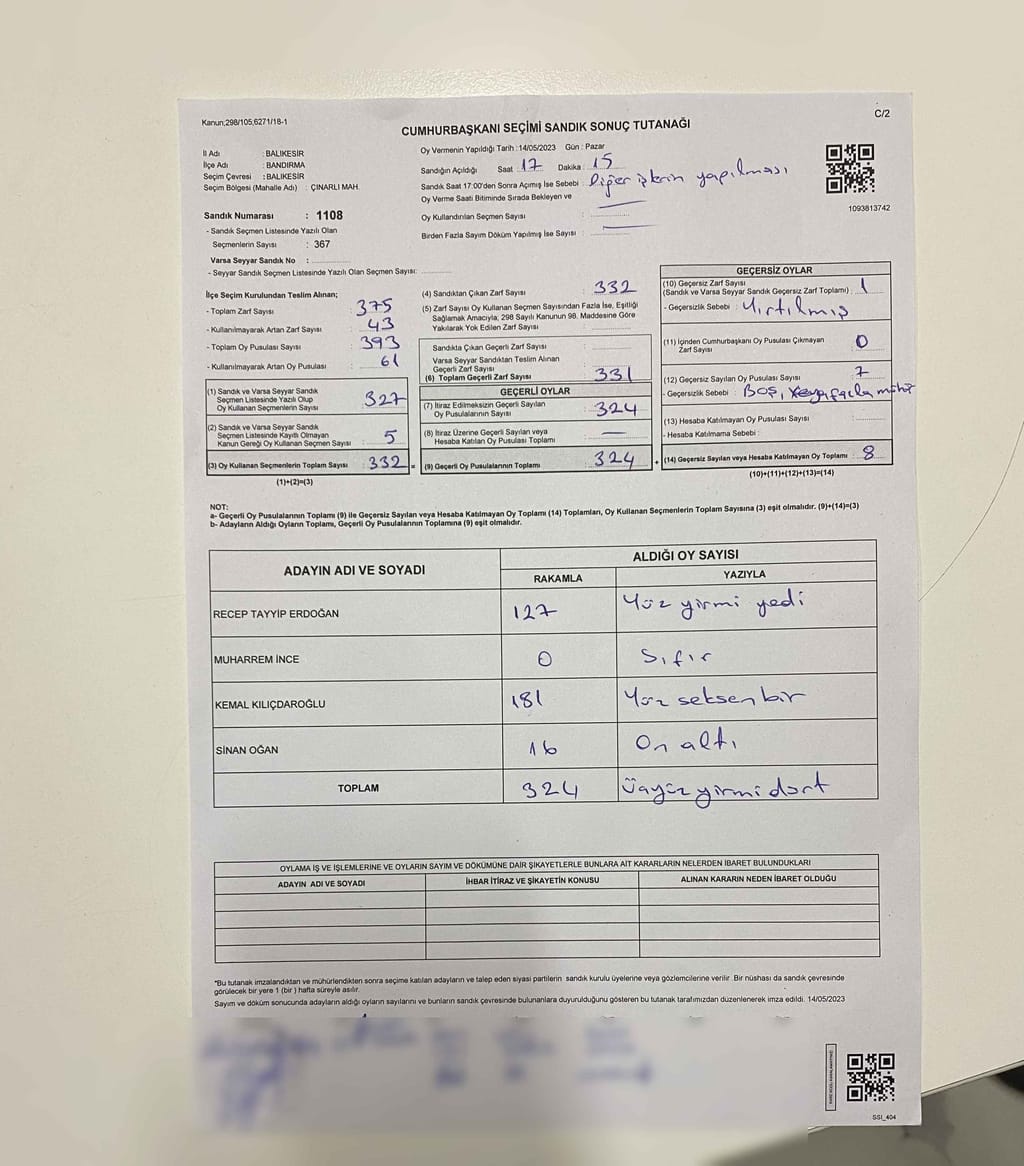 Kanun;298/105,6271/18-1
C/2
CUMHURBAŞKANI SEÇİMİ SANDIK SONUÇ TUTANAĞI
İl Adı : BALIKESİR
İlçe Adı : BANDIRMA
Seçim Çevresi : BALIKESİR
Seçim Bölgesi (Mahalle Adı) : ÇINARLI MAH.
Sandık Numarası : 1108
- Sandık Seçmen Listesinde Yazılı Olan
Seçmenlerin Sayısı : 367
Varsa Seyyar Sandık No :
- Seyyar Sandık Seçmen Listesinde Yazılı Olan Seçmen Sayısı:
Oy Vermenin Yapıldığı Tarih : 14/05/2023 Gün : Pazar
Sandığın Açıldığı Saat 17 Dakika : 15
Sandık Saat 17:00'den Sonra Açımış İse Sebebi : Diğer işlerin yapılması
Oy Verme Saati Bitiminde Sırada Bekleyen ve
Oy Kullandırılan Seçmen Sayısı : —
Birden Fazla Sayım Döküm Yapılmış İse Sayısı : —
1093813742
İlçe Seçim Kurulundan Teslim Alınan;
- Toplam Zarf Sayısı : 375
- Kullanılmayarak Artan Zarf Sayısı : 43
- Toplam Oy Pusulası Sayısı : 393
- Kullanılmayarak Artan Oy Pusulası : 61
(1) Sandık ve Varsa Seyyar Sandık
Seçmen Listesinde Yazılı Olup
Oy Kullanan Seçmenlerin Sayısı : 327
(2) Sandık ve Varsa Seyyar Sandık
Seçmen Listesinde Kayıtlı Olmayan
Kanun Gereği Oy Kullanan Seçmen Sayısı : 5
(3) Oy Kullanan Seçmenlerin Toplam Sayısı : 332 =
(1)+(2)=(3)
(4) Sandıktan Çıkan Zarf Sayısı : 332
(5) Zarf Sayısı Oy Kullanan Seçmen Sayısından Fazla İse, Eşitliği
Sağlamak Amacıyla; 298 Sayılı Kanunun 98. Maddesine Göre
Yakılarak Yok Edilen Zarf Sayısı :
Sandıkta Çıkan Geçerli Zarf Sayısı :
Varsa Seyyar Sandıktan Teslim Alınan
Geçerli Zarf Sayısı :
(6) Toplam Geçerli Zarf Sayısı : 331
GEÇERLİ OYLAR
(7) İtiraz Edilmeksizin Geçerli Sayılan
Oy Pusulalarının Sayısı : 324
(8) İtiraz Üzerine Geçerli Sayılan veya
Hesaba Katılan Oy Pusulası Toplamı : —
(9) Geçerli Oy Pusulalarının Toplamı : 324 +
GEÇERSİZ OYLAR
(10) Geçersiz Zarf Sayısı
(Sandık ve Varsa Seyyar Sandık Geçersiz Zarf Toplamı) : 1
- Geçersizlik Sebebi : Yırtılmış
(11) İçinden Cumhurbaşkanı Oy Pusulası Çıkmayan
Zarf Sayısı : 0
(12) Geçersiz Sayılan Oy Pusulası Sayısı : 7
- Geçersizlik Sebebi : Boş, fazla mühür
(13) Hesaba Katılmayan Oy Pusulası Sayısı :
- Hesaba Katılmama Sebebi :
(14) Geçersiz Sayılan veya Hesaba Katılmayan Oy Toplamı : 8
(10)+(11)+(12)+(13)=(14)
NOT:
a- Geçerli Oy Pusulalarının Toplamı (9) ile Geçersiz Sayılan veya Hesaba Katılmayan Oy Toplamı (14) Toplamları, Oy Kullanan Seçmenlerin Toplam Sayısına (3) eşit olmalıdır. (9)+(14)=(3)
b- Adayların Aldığı Oyların Toplamı, Geçerli Oy Pusulalarının Toplamına (9) eşit olmalıdır.
ADAYIN ADI VE SOYADI ALDIĞI OY SAYISI
RAKAMLA YAZIYLA
RECEP TAYYİP ERDOĞAN 127 Yüz yirmi yedi
MUHARREM İNCE 0 Sıfır
KEMAL KILIÇDAROĞLU 181 Yüz seksen bir
SİNAN OĞAN 16 On altı
TOPLAM 324 Üçyüz yirmi dört
OYLAMA İŞ VE İŞLEMLERİNE VE OYLARIN SAYIM VE DÖKÜMÜNE DAİR ŞİKAYETLERLE BUNLARA AİT KARARLARIN NELERDEN İBARET BULUNDUKLARI
ADAYIN ADI VE SOYADI İHBAR İTİRAZ VE ŞİKAYETİN KONUSU ALINAN KARARIN NEDEN İBARET OLDUĞU
*Bu tutanak imzalandıktan ve mühürlendikten sonra seçime katılan adayların ve talep eden siyasi partilerin sandık kurulu üyelerine veya gözlemcilerine verilir. Bir nüshası da sandık çevresinde
görülecek bir yere 1 (bir ) hafta süreyle asılır.
Sayım ve döküm sonucunda adayların aldığı oyların sayılarını ve bunların sandık çevresinde bulunanlara duyurulduğunu gösteren bu tutanak tarafımızdan düzenlenerek imza edildi. 14/05/2023
SSİ_404